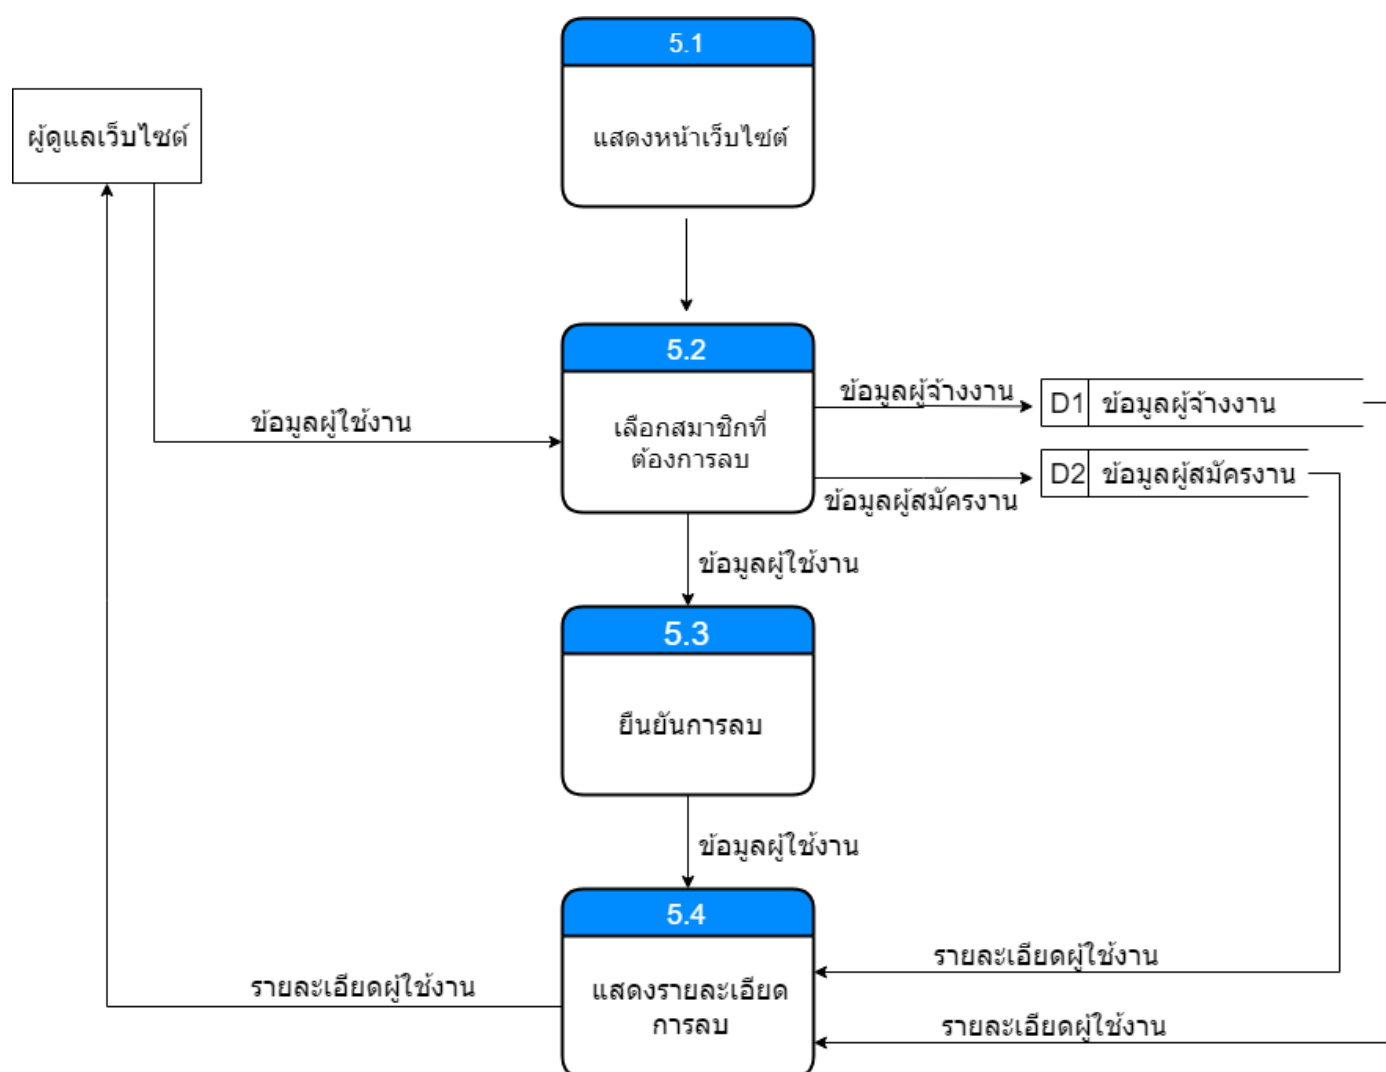 5.1
แสดงหน้าเว็บไซต์
ผู้ดูแลเว็บไซต์
5.2
เลือกสมาชิกที่
ต้องการลบ
ข้อมูลผู้ใช้งาน
ข้อมูลผู้จ้างงาน
D1 ข้อมูลผู้จ้างงาน
ข้อมูลผู้สมัครงาน
D2 ข้อมูลผู้สมัครงาน
ข้อมูลผู้ใช้งาน
5.3
ยืนยันการลบ
ข้อมูลผู้ใช้งาน
5.4
แสดงรายละเอียด
การลบ
รายละเอียดผู้ใช้งาน
รายละเอียดผู้ใช้งาน
รายละเอียดผู้ใช้งาน